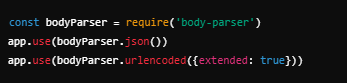 const bodyParser = require('body-parser')
app.use(bodyParser.json())
app.use(bodyParser.urlencoded({extended: true}))